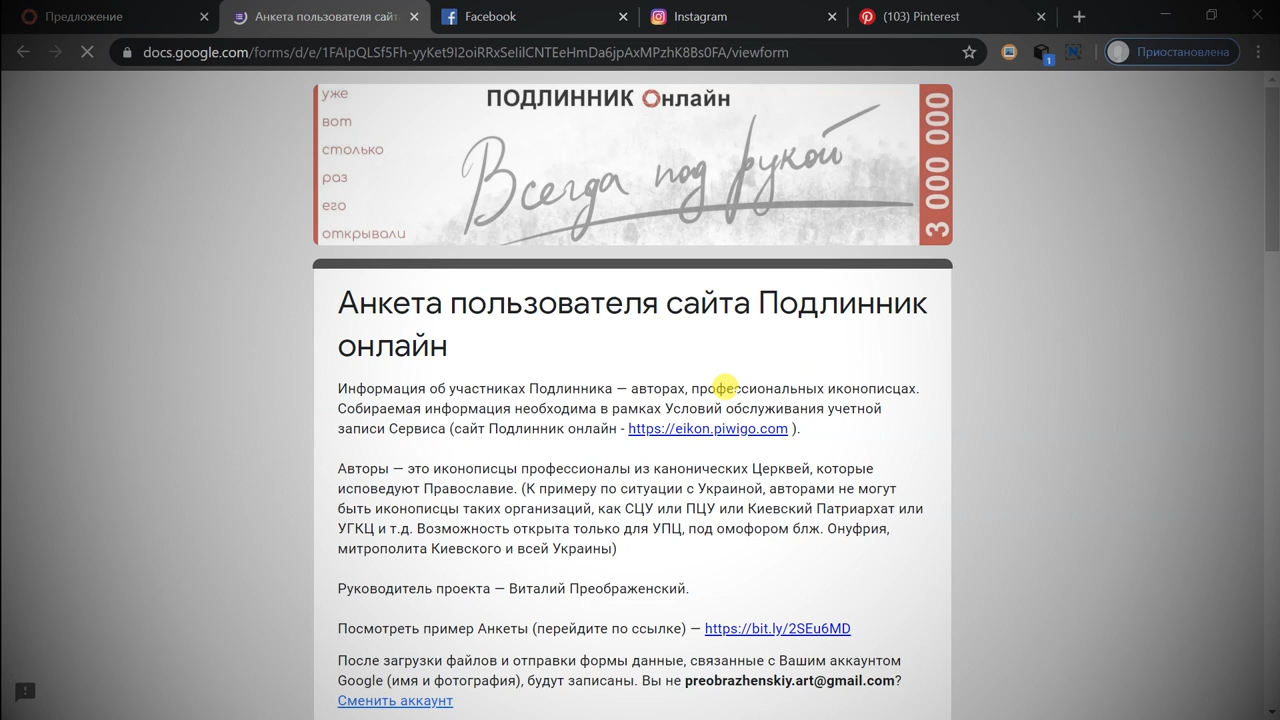 Предложение
Анкета пользователя сайт
Facebook
Instagram
(103) Pinterest
docs.google.com/forms/d/e/1FAIpQLSf5Fh-yyKet9I2oiRRxSeIilCNTEeHmDa6jpAxMPzhK8Bs0FA/viewform
1
Приостановлена
уже
вот
столько
раз
его
открывали
ПОДЛИННИК Онлайн
Всегда под рукой
3 000 000
Анкета пользователя сайта Подлинник
онлайн
Информация об участниках Подлинника — авторах, профессиональных иконописцах.
Собираемая информация необходима в рамках Условий обслуживания учетной
записи Сервиса (сайт Подлинник онлайн - https://eikon.piwigo.com ).
Авторы — это иконописцы профессионалы из канонических Церквей, которые
исповедуют Православие. (К примеру по ситуации с Украиной, авторами не могут
быть иконописцы таких организаций, как СЦУ или ПЦУ или Киевский Патриархат или
УГКЦ и т.д. Возможность открыта только для УПЦ, под омофором блж. Онуфрия,
митрополита Киевского и всей Украины)
Руководитель проекта — Виталий Преображенский.
Посмотреть пример Анкеты (перейдите по ссылке) — https://bit.ly/2SEu6MD
После загрузки файлов и отправки формы данные, связанные с Вашим аккаунтом
Google (имя и фотография), будут записаны. Вы не preobrazhenskiy.art@gmail.com?
Сменить аккаунт